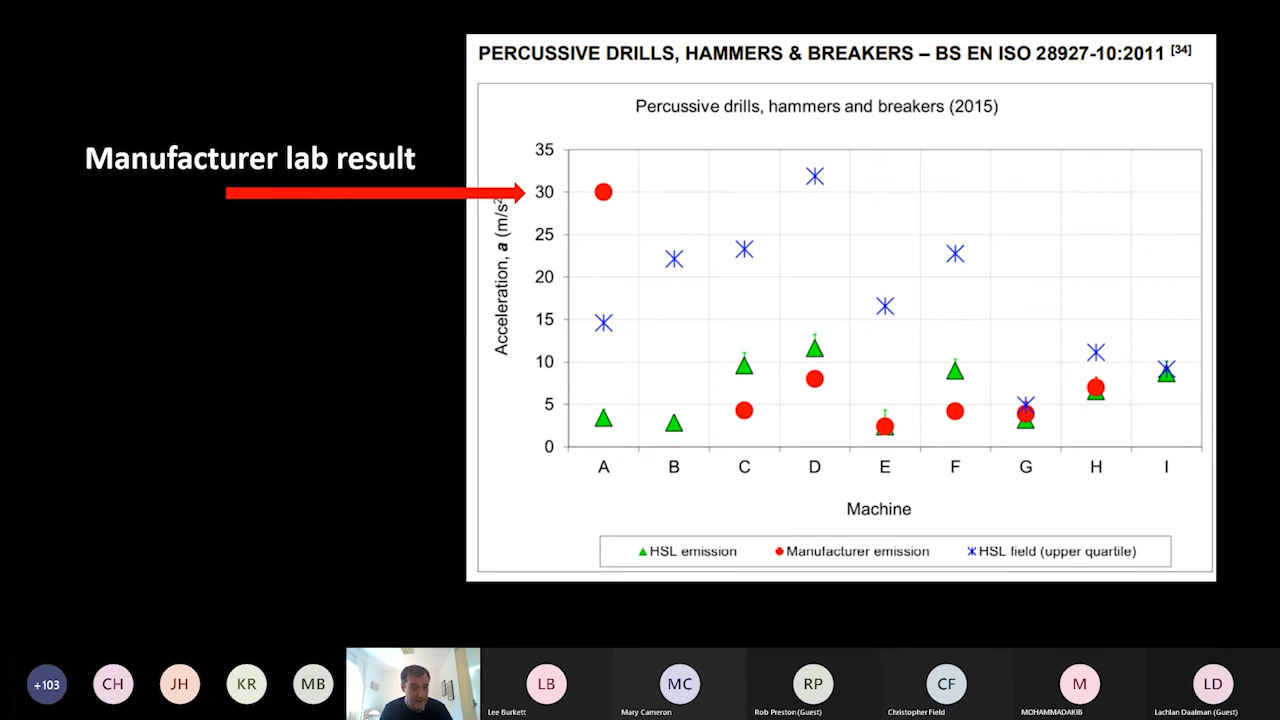 PERCUSSIVE DRILLS, HAMMERS & BREAKERS – BS EN ISO 28927-10:2011 [34]
Percussive drills, hammers and breakers (2015)
Manufacturer lab result
35
30
25
20
15
10
5
0
Acceleration, a (m/s²
A B C D E F G H I
Machine
HSL emission Manufacturer emission HSL field (upper quartile)
+103 CH JH KR MB LB MC RP CF M LD
Lee Burkett Mary Cameron Rob Preston (Guest) Christopher Field MOHAMMADAKIB Lachlan Daalman (Guest)